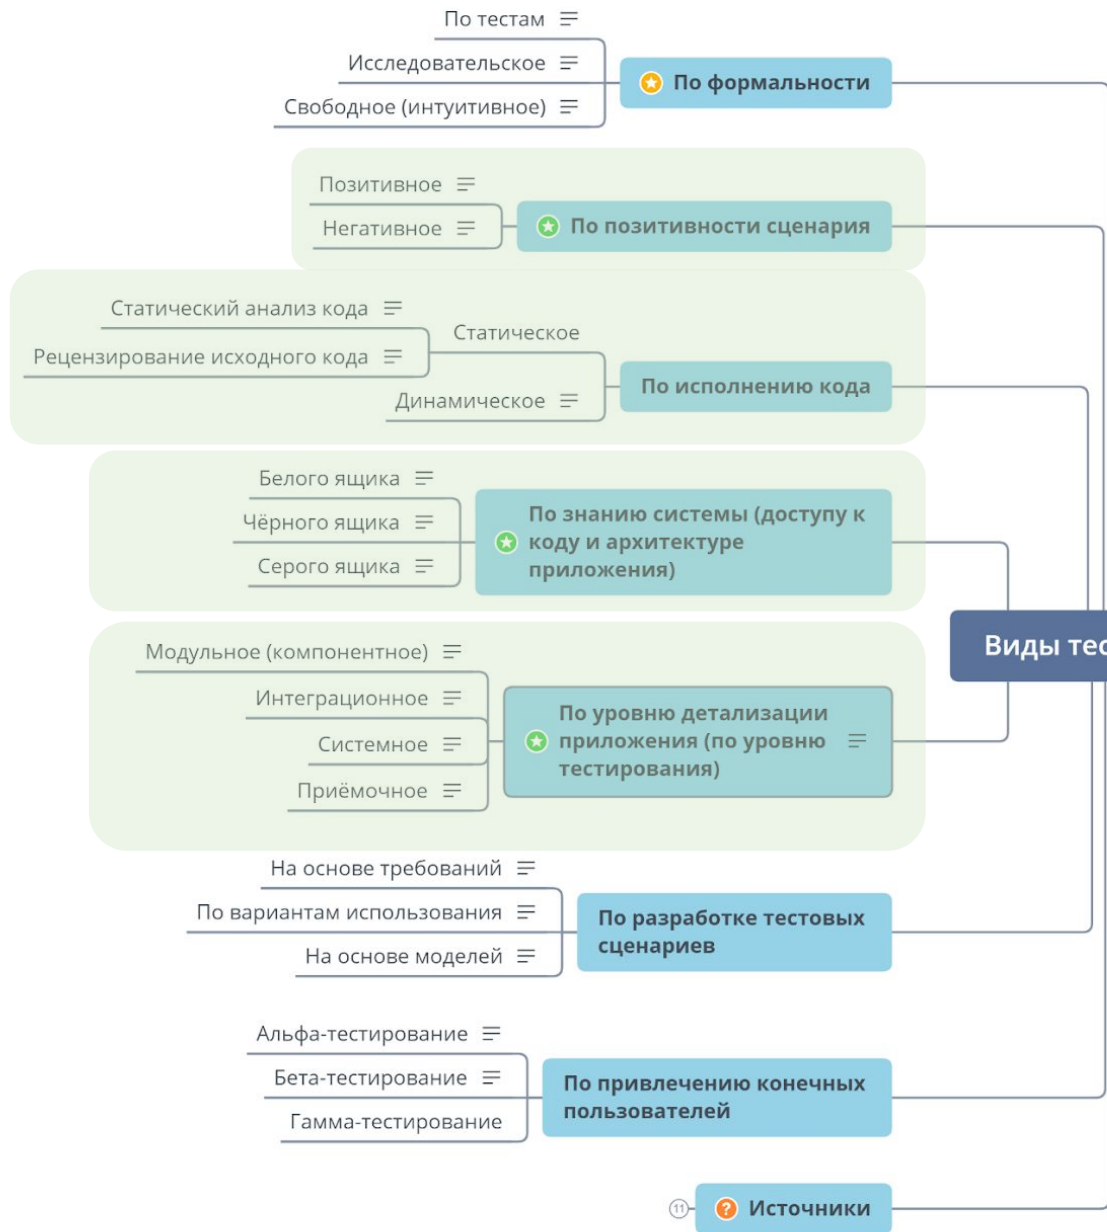 По тестам
Исследовательское
Свободное (интуитивное)
По формальности
Позитивное
Негативное
По позитивности сценария
Статический анализ кода
Рецензирование исходного кода
Статическое
Динамическое
По исполнению кода
Белого ящика
Чёрного ящика
Серого ящика
По знанию системы (доступу к
коду и архитектуре
приложения)
Виды тес
Модульное (компонентное)
Интеграционное
Системное
Приёмочное
По уровню детализации
приложения (по уровню
тестирования)
На основе требований
По вариантам использования
На основе моделей
По разработке тестовых
сценариев
Альфа-тестирование
Бета-тестирование
Гамма-тестирование
По привлечению конечных
пользователей
11
?
Источники